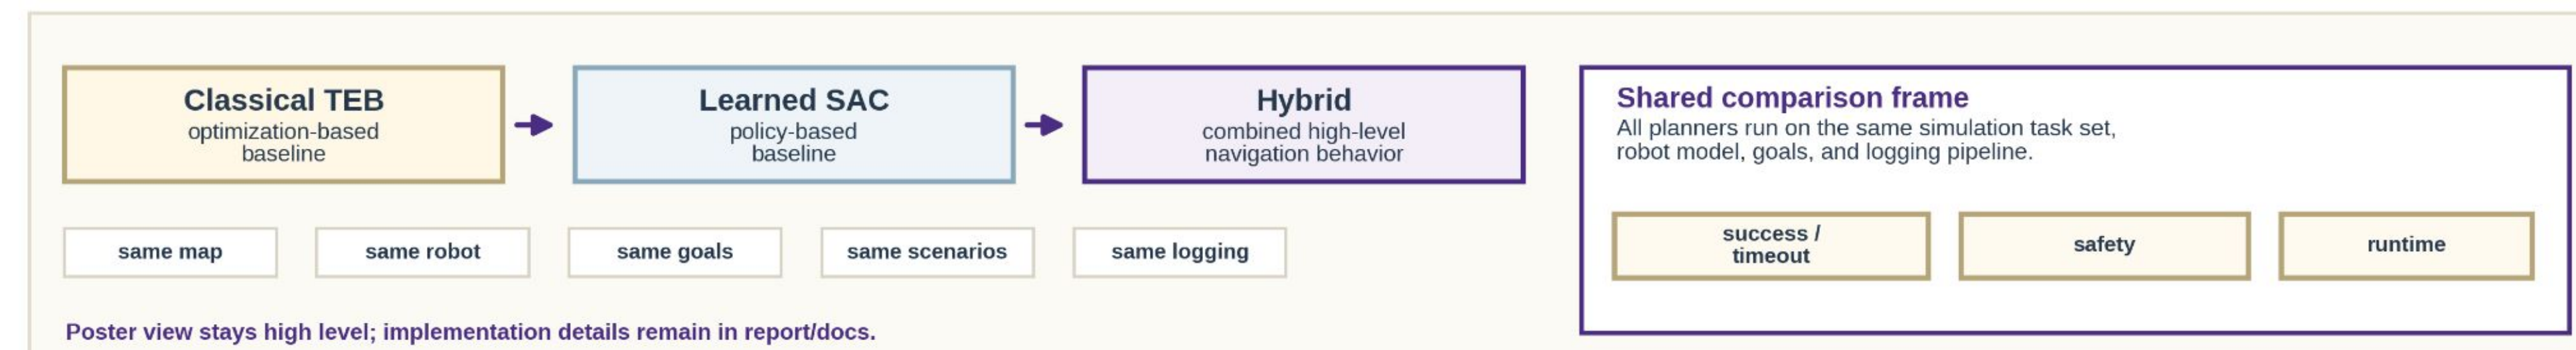 Classical TEB
optimization-based
baseline
Learned SAC
policy-based
baseline
Hybrid
combined high-level
navigation behavior
same map
same robot
same goals
same scenarios
same logging
Poster view stays high level; implementation details remain in report/docs.
Shared comparison frame
All planners run on the same simulation task set,
robot model, goals, and logging pipeline.
success /
timeout
safety
runtime